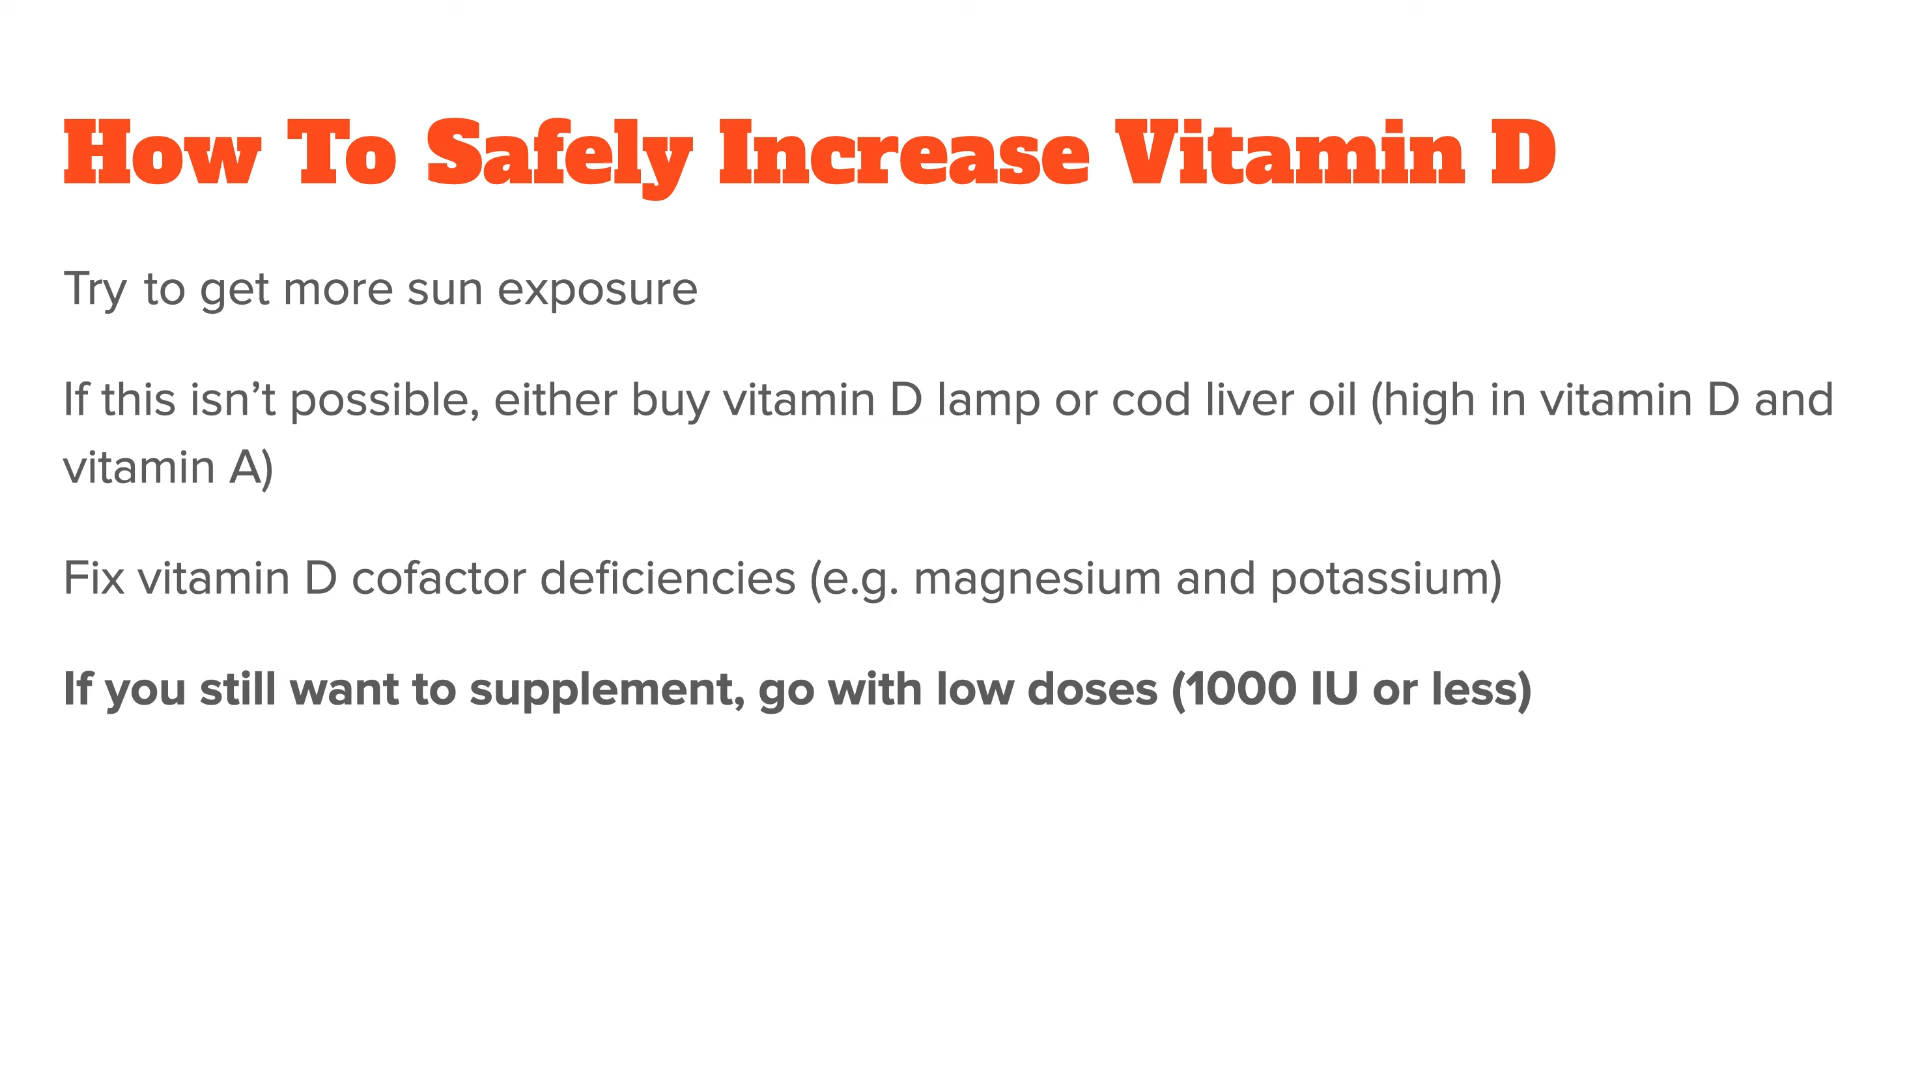 How To Safely Increase Vitamin D
Try to get more sun exposure
If this isn’t possible, either buy vitamin D lamp or cod liver oil (high in vitamin D and
vitamin A)
Fix vitamin D cofactor deficiencies (e.g. magnesium and potassium)
If you still want to supplement, go with low doses (1000 IU or less)